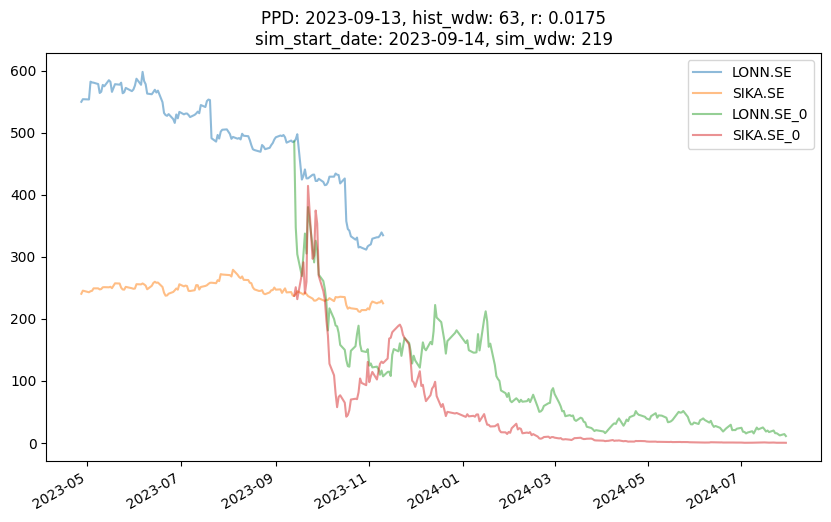 PPD: 2023-09-13, hist_wdw: 63, r: 0.0175
sim_start_date: 2023-09-14, sim_wdw: 219
LONN.SE
SIKA.SE
LONN.SE_0
SIKA.SE_0
600
500
400
300
200
100
0
2023-05
2023-07
2023-09
2023-11
2024-01
2024-03
2024-05
2024-07